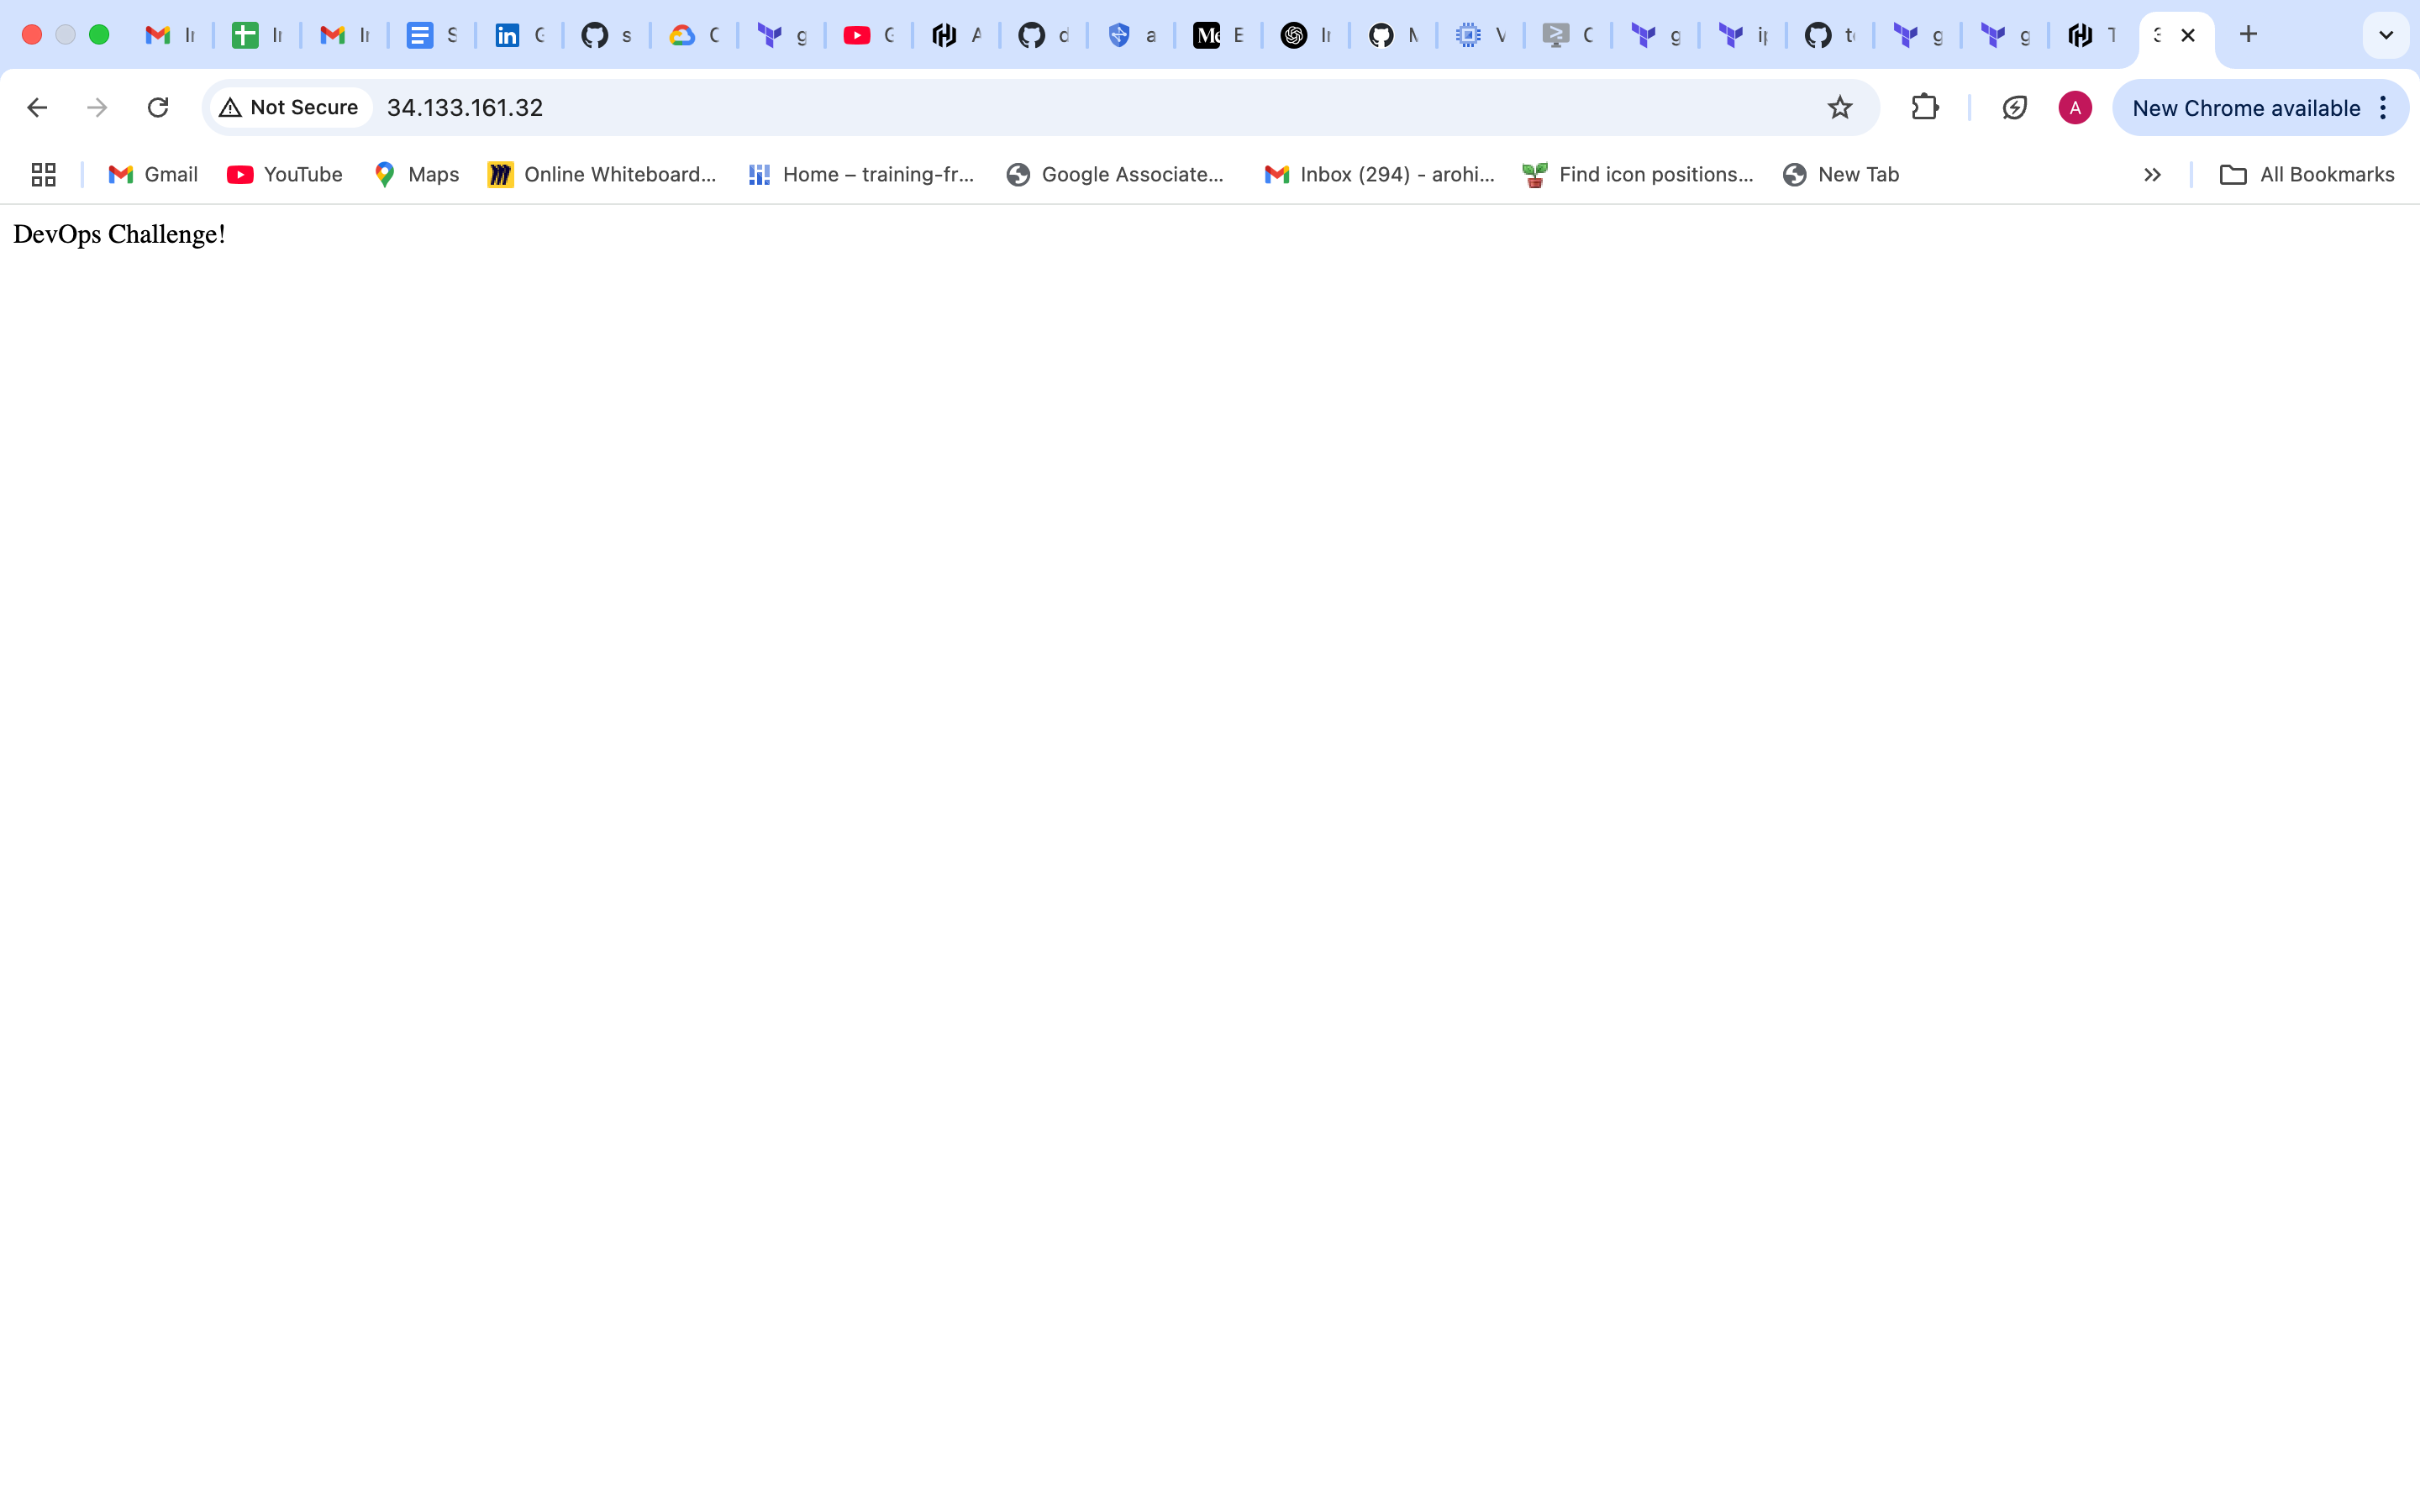 Not Secure 34.133.161.32 A New Chrome available
Gmail YouTube Maps Online Whiteboard... Home – training-fr... Google Associate... Inbox (294) - arohi... Find icon positions... New Tab All Bookmarks
DevOps Challenge!